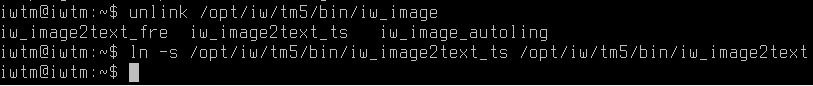 iwtm@iwtm:~$ unlink /opt/iw/tm5/bin/iw_image
iw_image2text_fre iw_image2text_ts iw_image_autoling
iwtm@iwtm:~$ ln -s /opt/iw/tm5/bin/iw_image2text_ts /opt/iw/tm5/bin/iw_image2text
iwtm@iwtm:~$